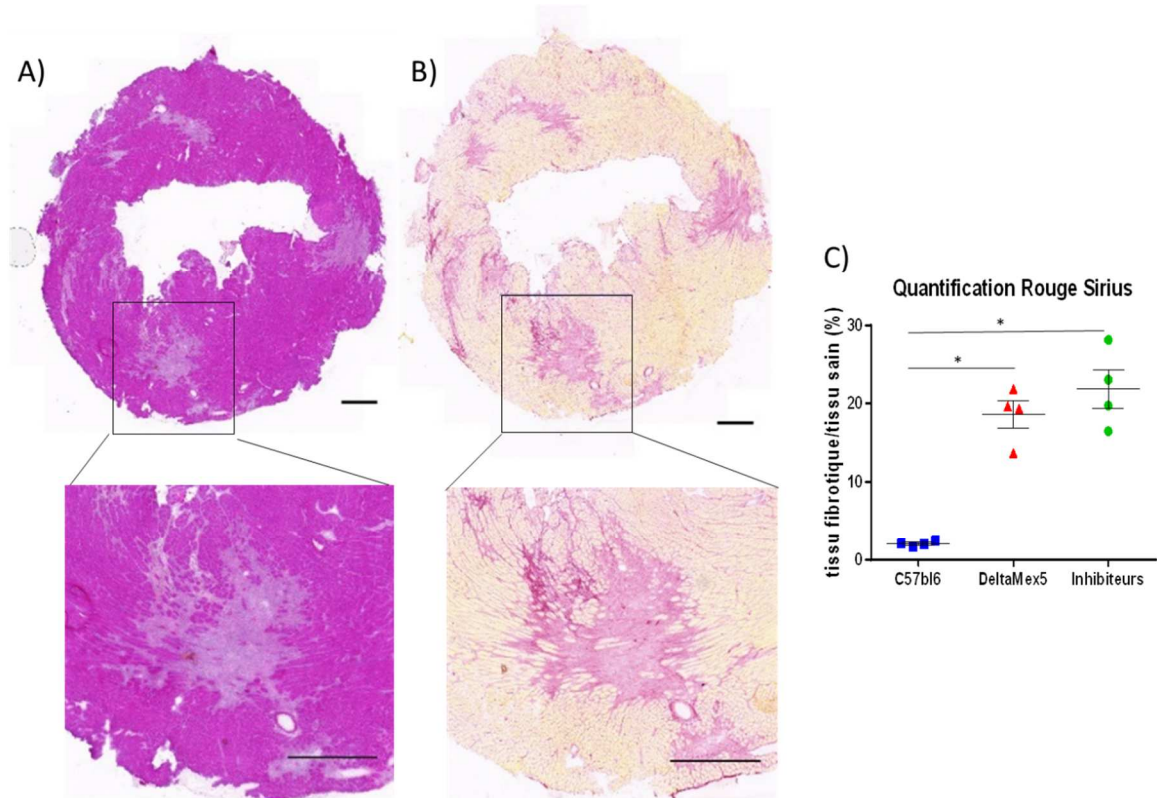 A)
B)
C)
Quantification Rouge Sirius
tissu fibrotique/tissu sain (%)
30
20
10
0
*
*
C57bl6
DeltaMex5
Inhibiteurs